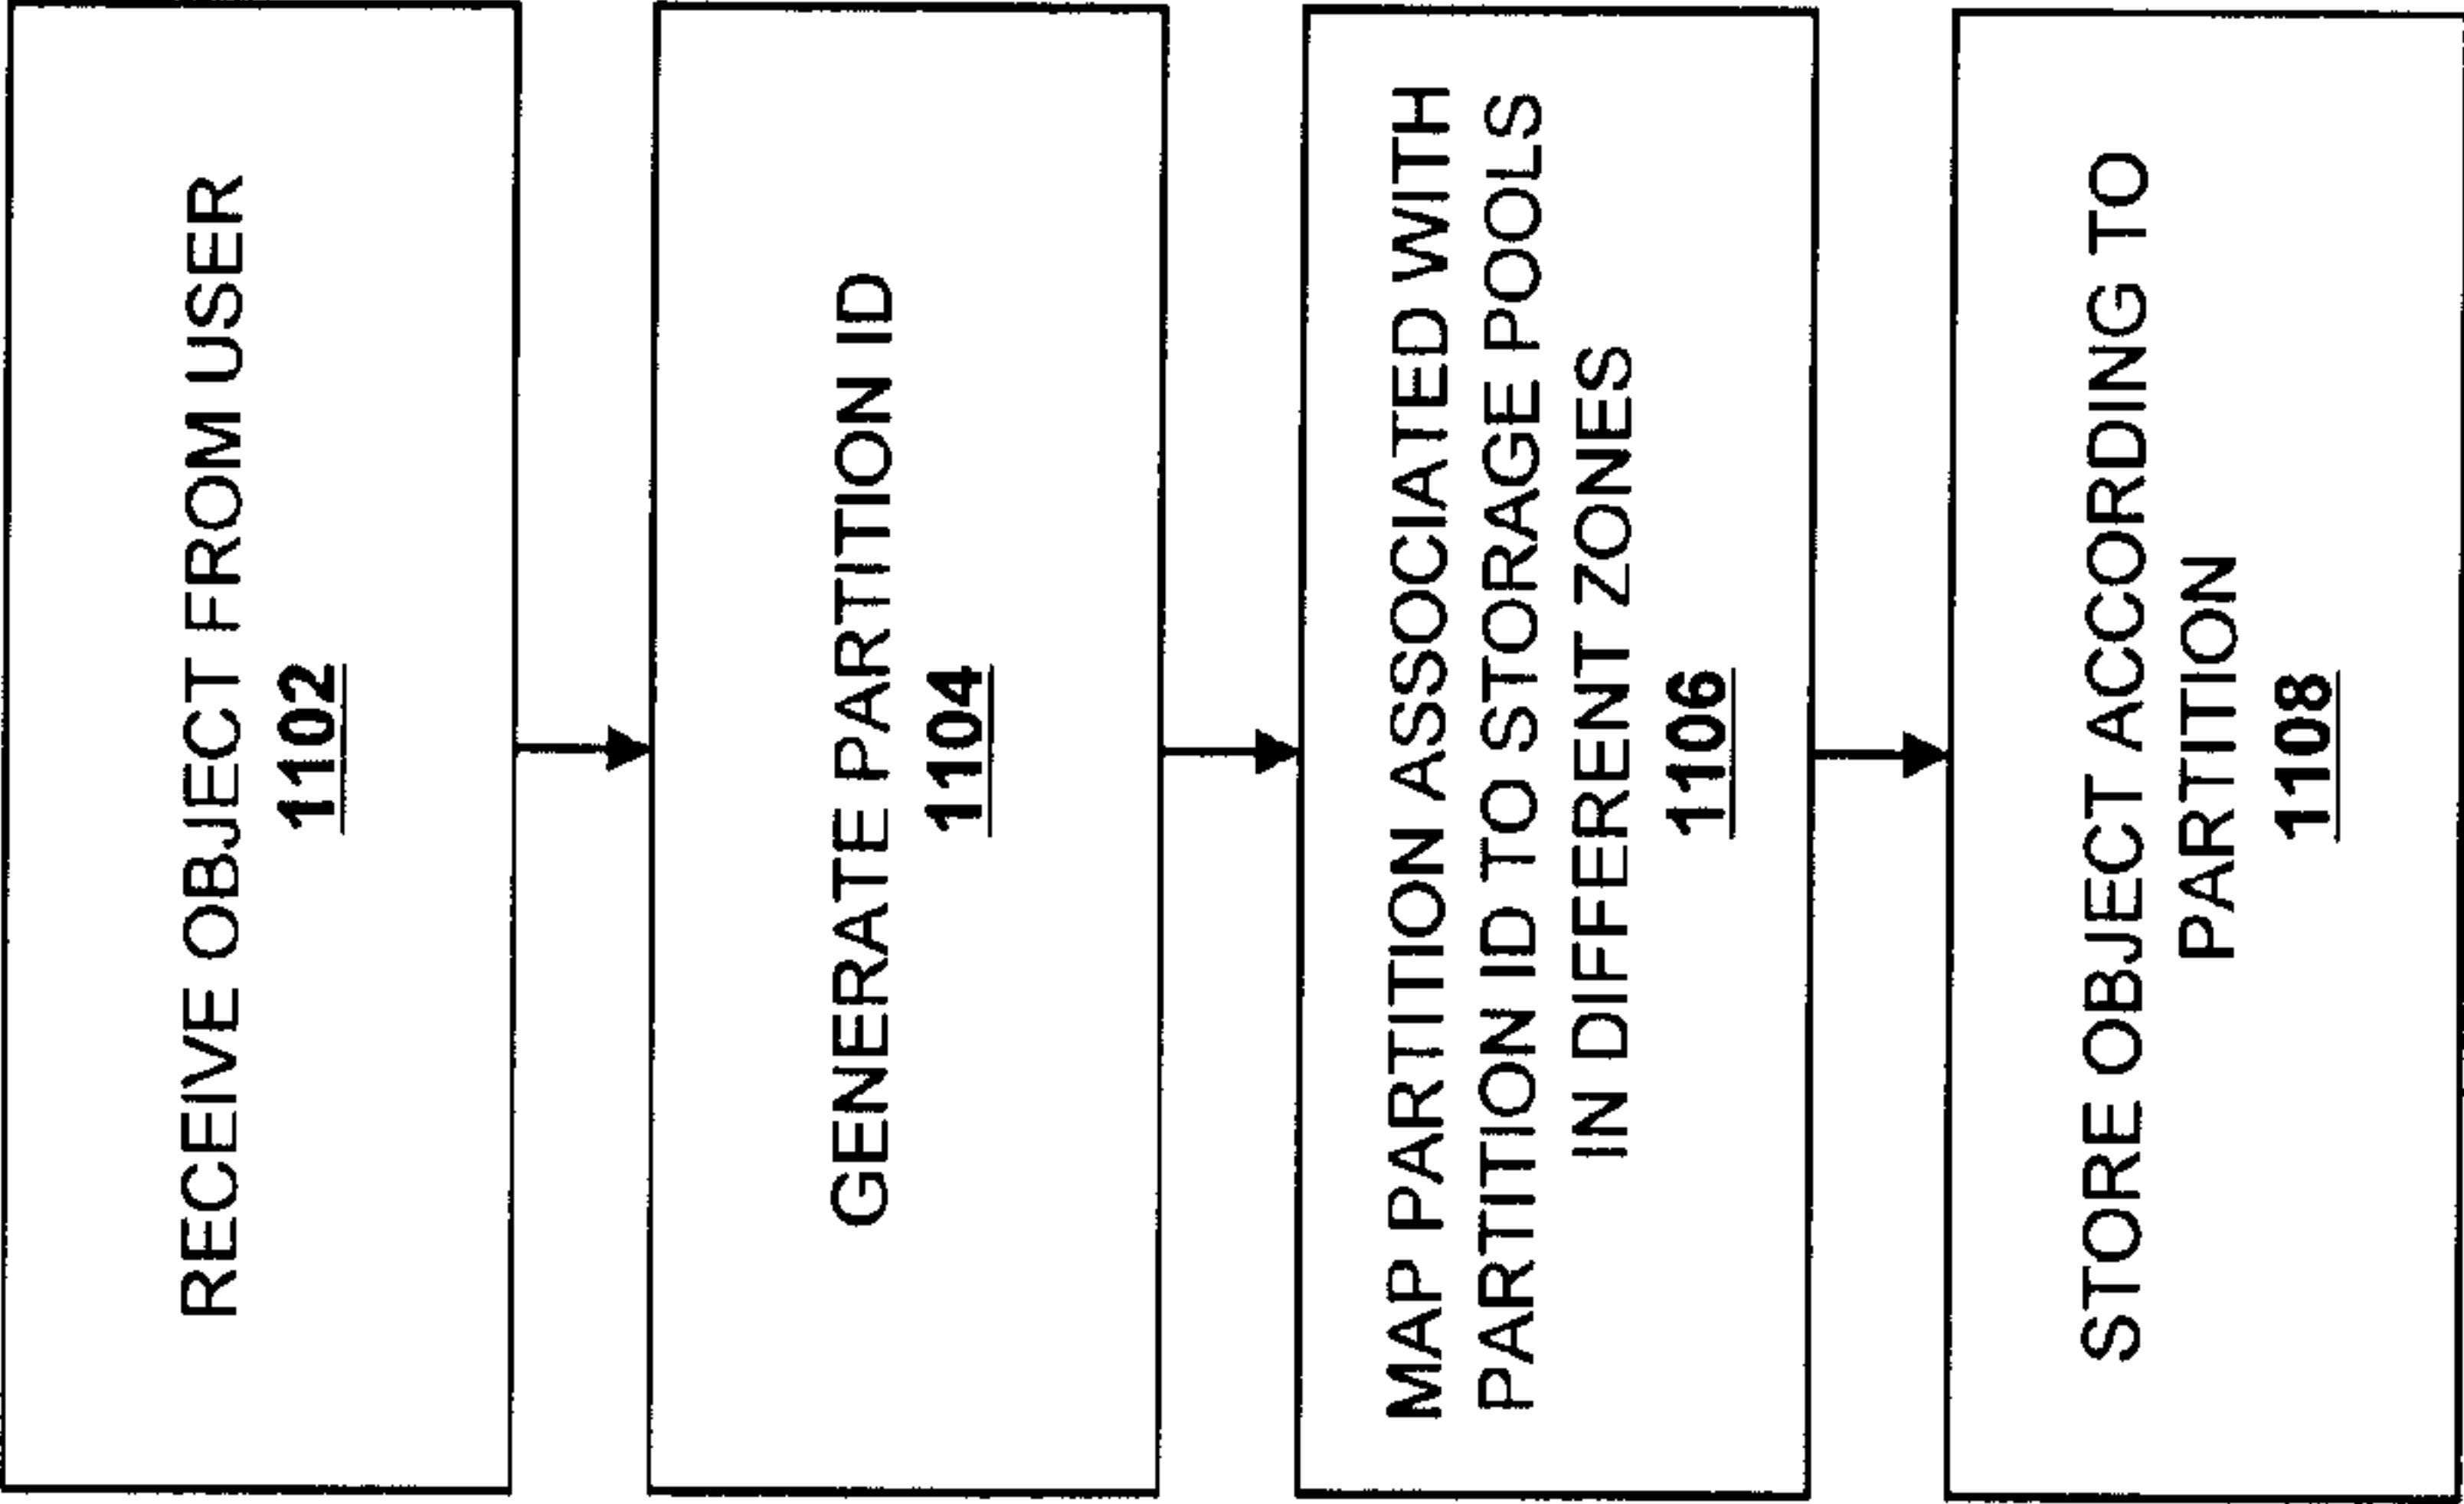 RECEIVE OBJECT FROM USER
1102
GENERATE PARTITION ID
1104
MAP PARTITION ASSOCIATED WITH
PARTITION ID TO STORAGE POOLS
IN DIFFERENT ZONES
1106
STORE OBJECT ACCORDING TO
PARTITION
1108